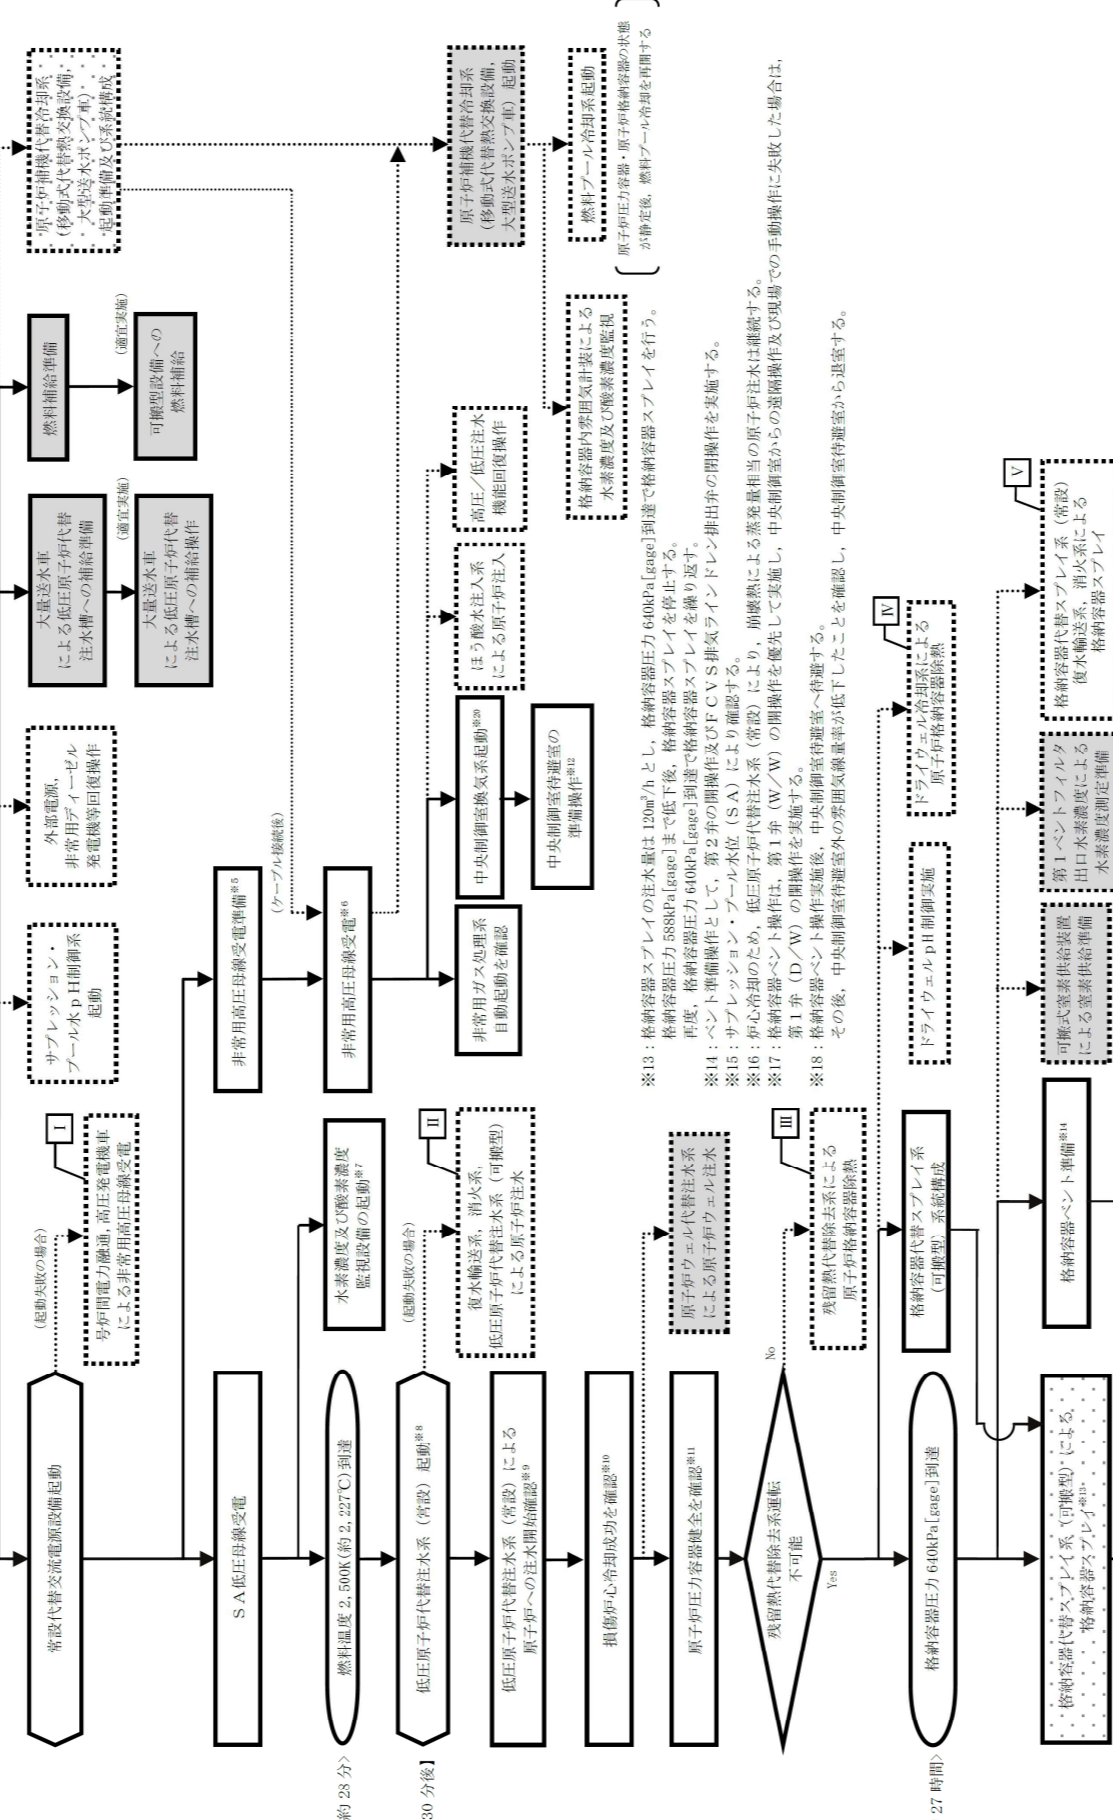 常設代替交流電源設備起動
(起動失敗の場合)
Ⅰ
号炉間電力融通,高圧発電機車
による非常用高圧母線受電
サプレッション・
プール水pH制御系
起動
外部電源,
非常用ディーゼル
発電機等回復操作
大量送水車
による低圧原子炉代替
注水槽への補給準備
(適宜実施)
大量送水車
による低圧原子炉代替
注水槽への補給操作
燃料補給準備
(適宜実施)
可搬型設備への
燃料補給
原子炉補機代替冷却系
(移動式代替熱交換設備,
大型送水ポンプ車)
起動準備及び系統構成
SA低圧母線受電
非常用高圧母線受電準備※5
(ケーブル接続後)
非常用高圧母線受電※6
水素濃度及び酸素濃度
監視設備の起動※7
約28分>
燃料温度2,500K(約2,227℃)到達
30分後】
低圧原子炉代替注水系(常設)起動※8
(起動失敗の場合)
Ⅱ
復水輸送系,消火系,
低圧原子炉代替注水系(可搬型)
による原子炉注水
非常用ガス処理系
自動起動を確認
中央制御室換気系起動※20
中央制御室待避室の
準備操作※12
ほう酸水注入系
による原子炉注入
高圧/低圧注水
機能回復操作
原子炉補機代替冷却系
(移動式代替熱交換設備,
大型送水ポンプ車)起動
格納容器内雰囲気計装による
水素濃度及び酸素濃度監視
燃料プール冷却系起動
原子炉圧力容器・原子炉格納容器の状態
が静定後,燃料プール冷却を再開する
低圧原子炉代替注水系(常設)による
原子炉への注水開始確認※9
損傷炉心冷却成功を確認※10
原子炉ウェル代替注水系
による原子炉ウェル注水
原子炉圧力容器健全を確認※11
残留熱代替除去系運転
不可能
No
Yes
Ⅲ
残留熱代替除去系による
原子炉格納容器除熱
※13:格納容器スプレイの注水量は120m³/hとし,格納容器圧力640kPa[gage]到達で格納容器スプレイを行う。
格納容器圧力588kPa[gage]まで低下後,格納容器スプレイを停止する。
再度,格納容器圧力640kPa[gage]到達で格納容器スプレイを繰り返す。
※14:ベント準備操作として,第2弁の開操作及びFCVS排気ラインドレン排出弁の閉操作を実施する。
※15:サプレッション・プール水位(SA)により確認する。
※16:炉心冷却のため,低圧原子炉代替注水系(常設)により,崩壊熱による蒸発量相当の原子炉注水は継続する。
※17:格納容器ベント操作は,第1弁(W/W)の開操作を優先して実施し,中央制御室からの遠隔操作及び現場での手動操作に失敗した場合は,
第1弁(D/W)の開操作を実施する。
※18:格納容器ベント操作実施後,中央制御室待避室へ待避する。
その後,中央制御室待避室外の雰囲気線量率が低下したことを確認し,中央制御室待避室から退室する。
27時間>
格納容器圧力640kPa[gage]到達
格納容器代替スプレイ系
(可搬型)系統構成
ドライウェルpH制御実施
Ⅳ
ドライウェル冷却系による
原子炉格納容器除熱
格納容器代替スプレイ系(可搬型)による
格納容器スプレイ※13
格納容器ベント準備※14
可搬式窒素供給装置
による窒素供給準備
第1ベントフィルタ
出口水素濃度による
水素濃度測定準備
Ⅴ
格納容器代替スプレイ系(常設)
復水輸送系,消火系による
格納容器スプレイ